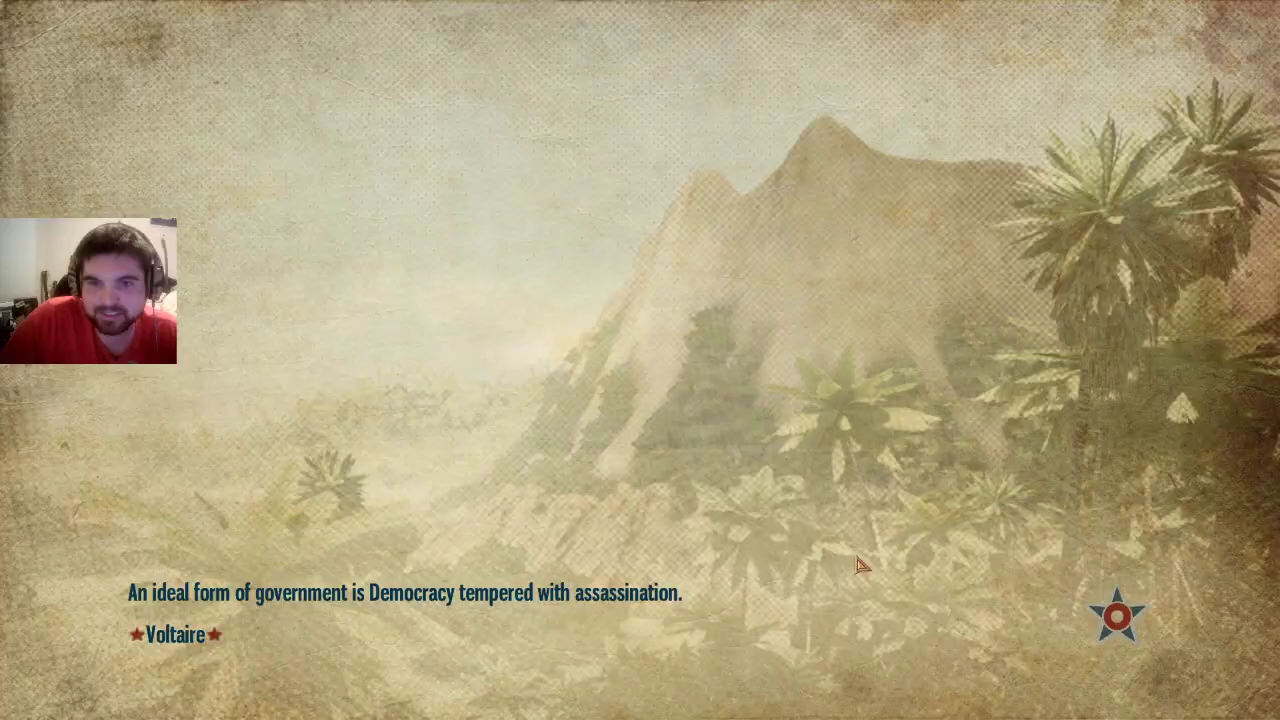 An ideal form of government is Democracy tempered with assassination.
Voltaire